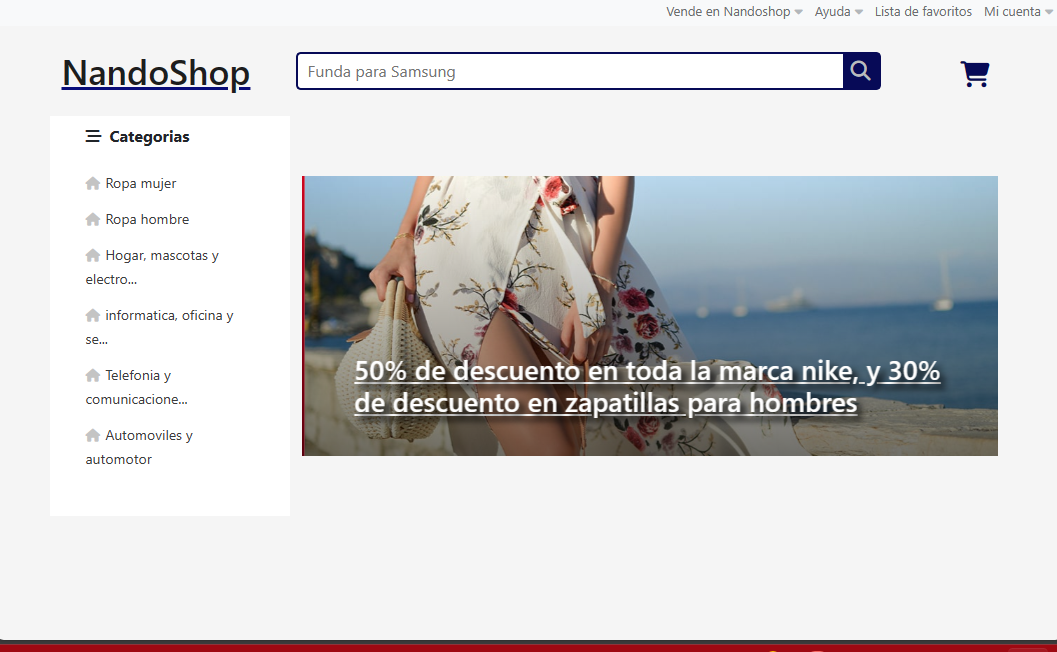 Vende en Nandoshop Ayuda Lista de favoritos Mi cuenta
NandoShop
Funda para Samsung
Categorias
Ropa mujer
Ropa hombre
Hogar, mascotas y
electro...
informatica, oficina y
se...
Telefonia y
comunicacione...
Automoviles y
automotor
50% de descuento en toda la marca nike, y 30%
de descuento en zapatillas para hombres